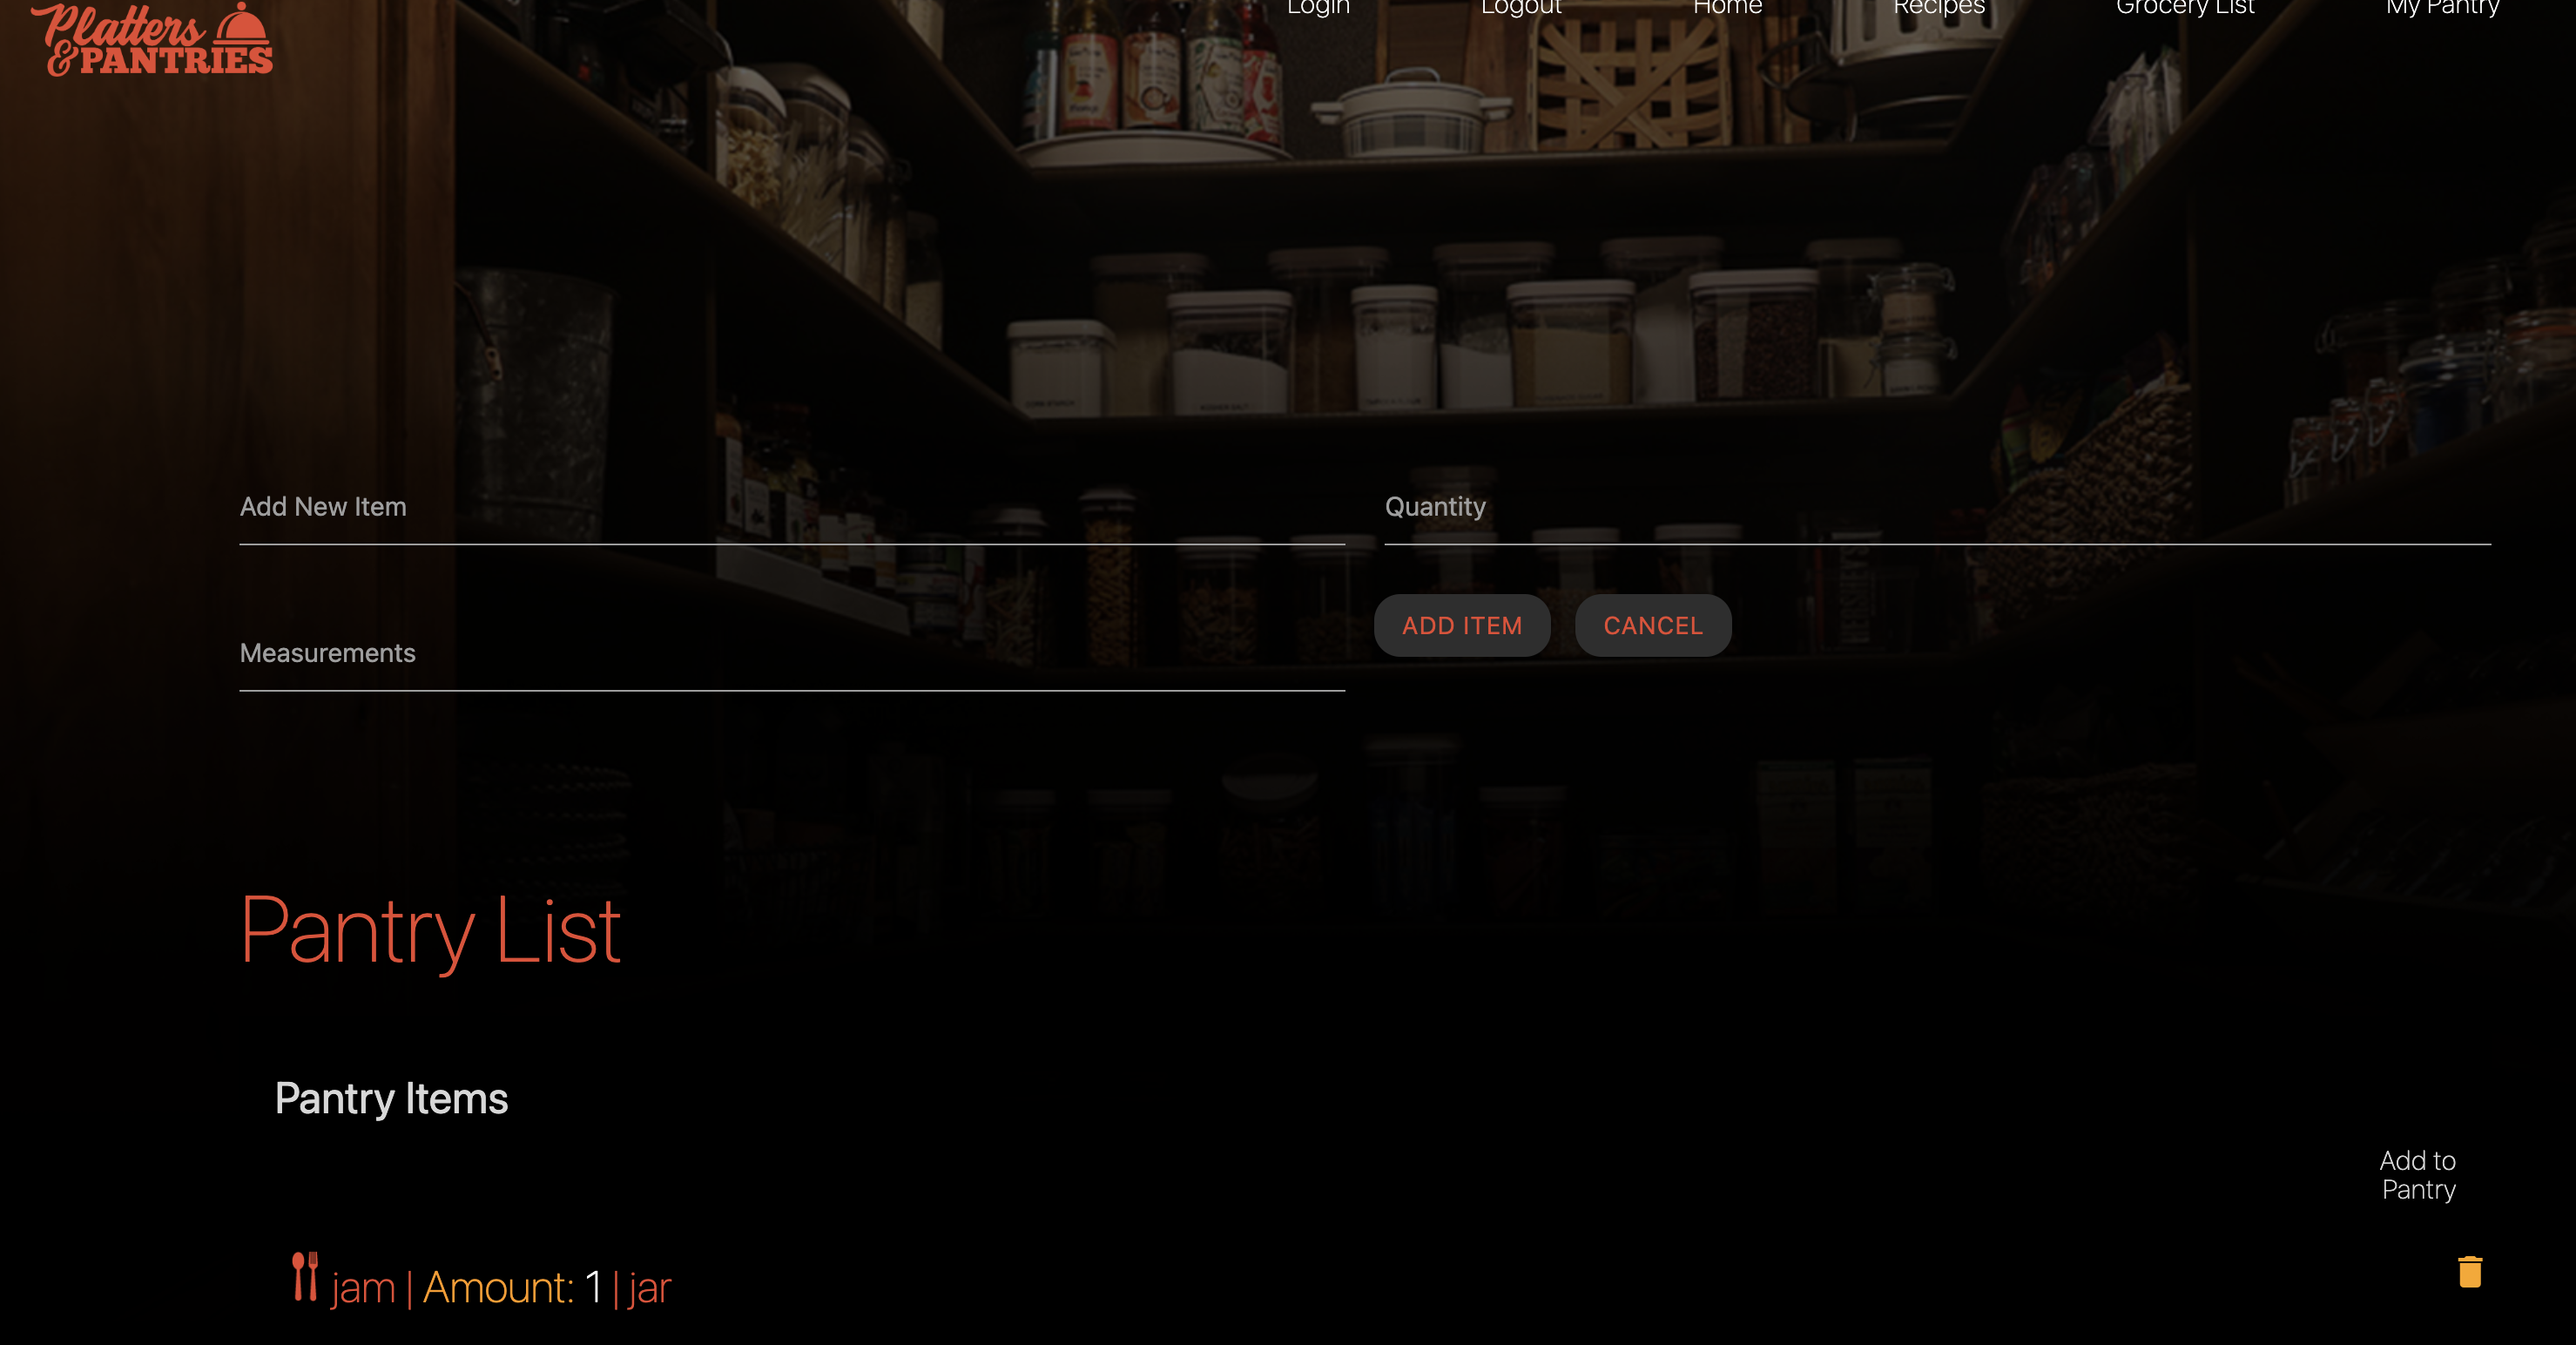 Platters
&PANTRIES
Login Logout Home Recipes Grocery List My Pantry
Add New Item
Quantity
ADD ITEM CANCEL
Measurements
Pantry List
Pantry Items
Add to
Pantry
jam | Amount: 1 | jar